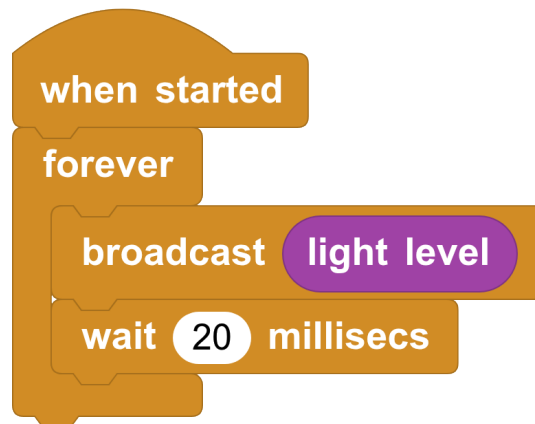 when started
forever
broadcast light level
wait 20 millisecs